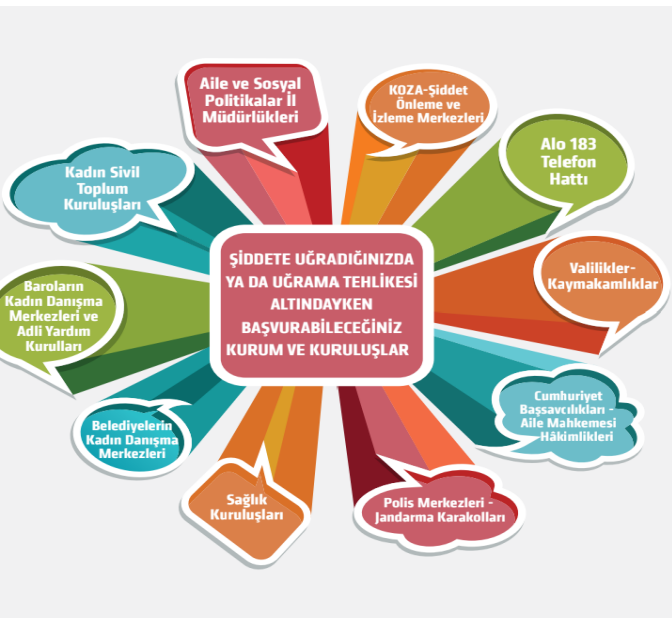 Aile ve Sosyal
Politikalar İl
Müdürlükleri
KOZA-Şiddet
Önleme ve
İzleme Merkezleri
Alo 183
Telefon
Hattı
Kadın Sivil
Toplum
Kuruluşları
ŞİDDETE UĞRADIĞINIZDA
YA DA UĞRAMA TEHLİKESİ
ALTINDAYKEN
BAŞVURABİLECEĞİNİZ
KURUM VE KURULUŞLAR
Valilikler-
Kaymakamlıklar
Baroların
Kadın Danışma
Merkezleri ve
Adli Yardım
Kurulları
Cumhuriyet
Başsavcılıkları -
Aile Mahkemesi
Hâkimlikleri
Belediyelerin
Kadın Danışma
Merkezleri
Sağlık
Kuruluşları
Polis Merkezleri -
Jandarma Karakolları